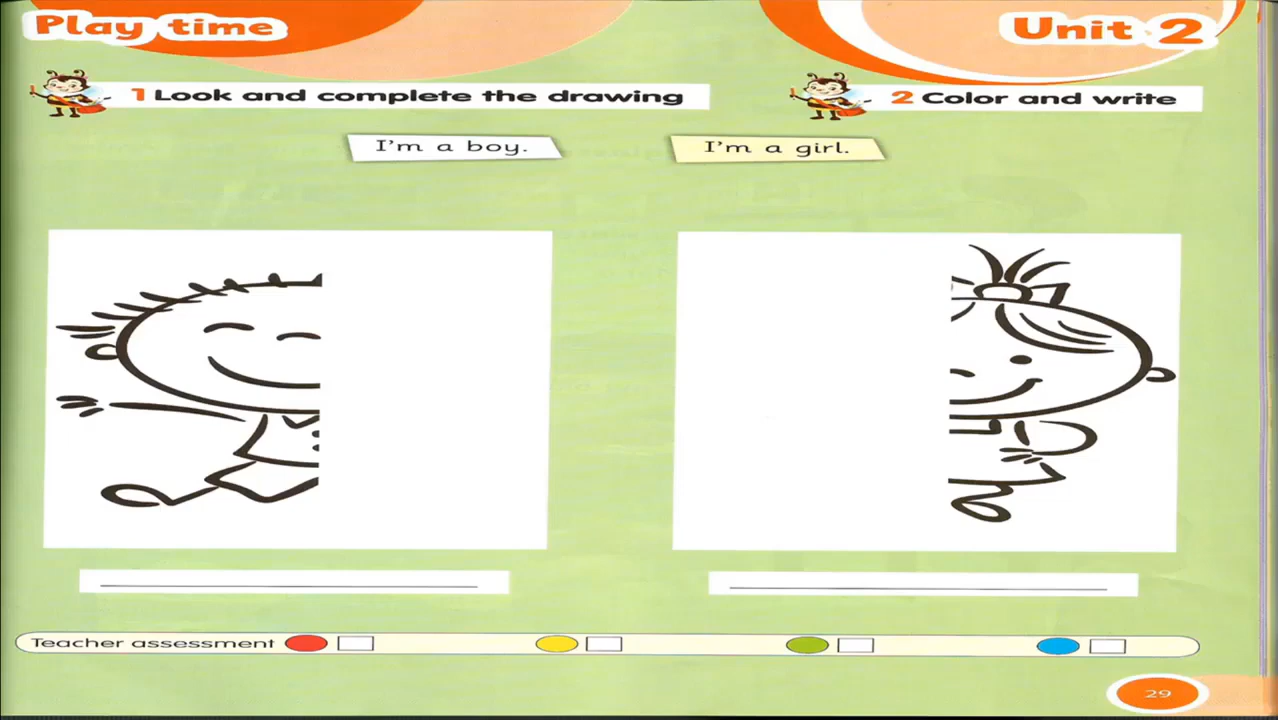 Play time
Unit 2
1 Look and complete the drawing
2 Color and write
I'm a boy.
I'm a girl.
Teacher assessment
29